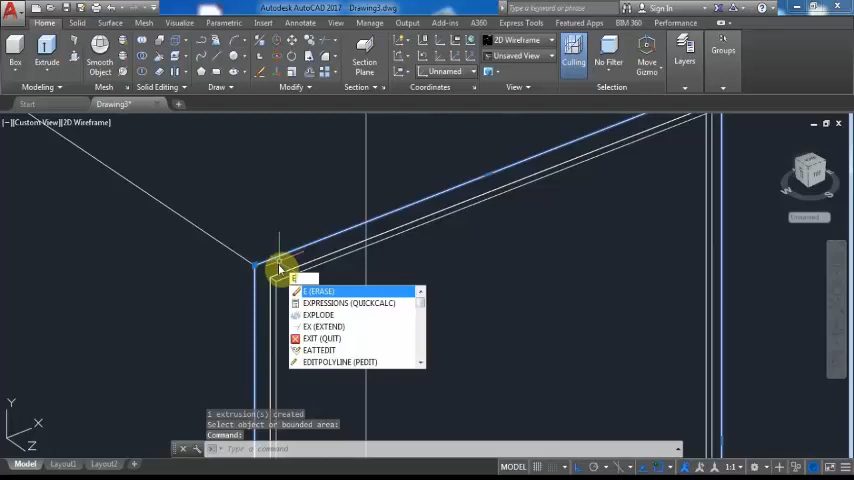 Autodesk AutoCAD 2017   Drawing3.dwg
Type a keyword or phrase
Sign In
Home Solid Surface Mesh Visualize Parametric Insert Annotate View Manage Output Add-ins A360 Express Tools Featured Apps BIM 360 Performance
2D Wireframe
Unsaved View
Unnamed
Box
Extrude
Smooth Object
Section Plane
Culling
No Filter
Move Gizmo
Layers
Groups
Modeling Mesh Solid Editing Draw Modify Section Coordinates View Selection
Start Drawing3*
[−][Custom View][2D Wireframe]
TOP
W
S
Unnamed
E
E (ERASE)
EXPRESSIONS (QUICKCALC)
EXPLODE
EX (EXTEND)
EXIT (QUIT)
EATTEDIT
EDITPOLYLINE (PEDIT)
Y
X
Z
1 extrusion(s) created
Select object or bounded area:
Command:
Type a command
Model Layout1 Layout2 +
MODEL
1:1